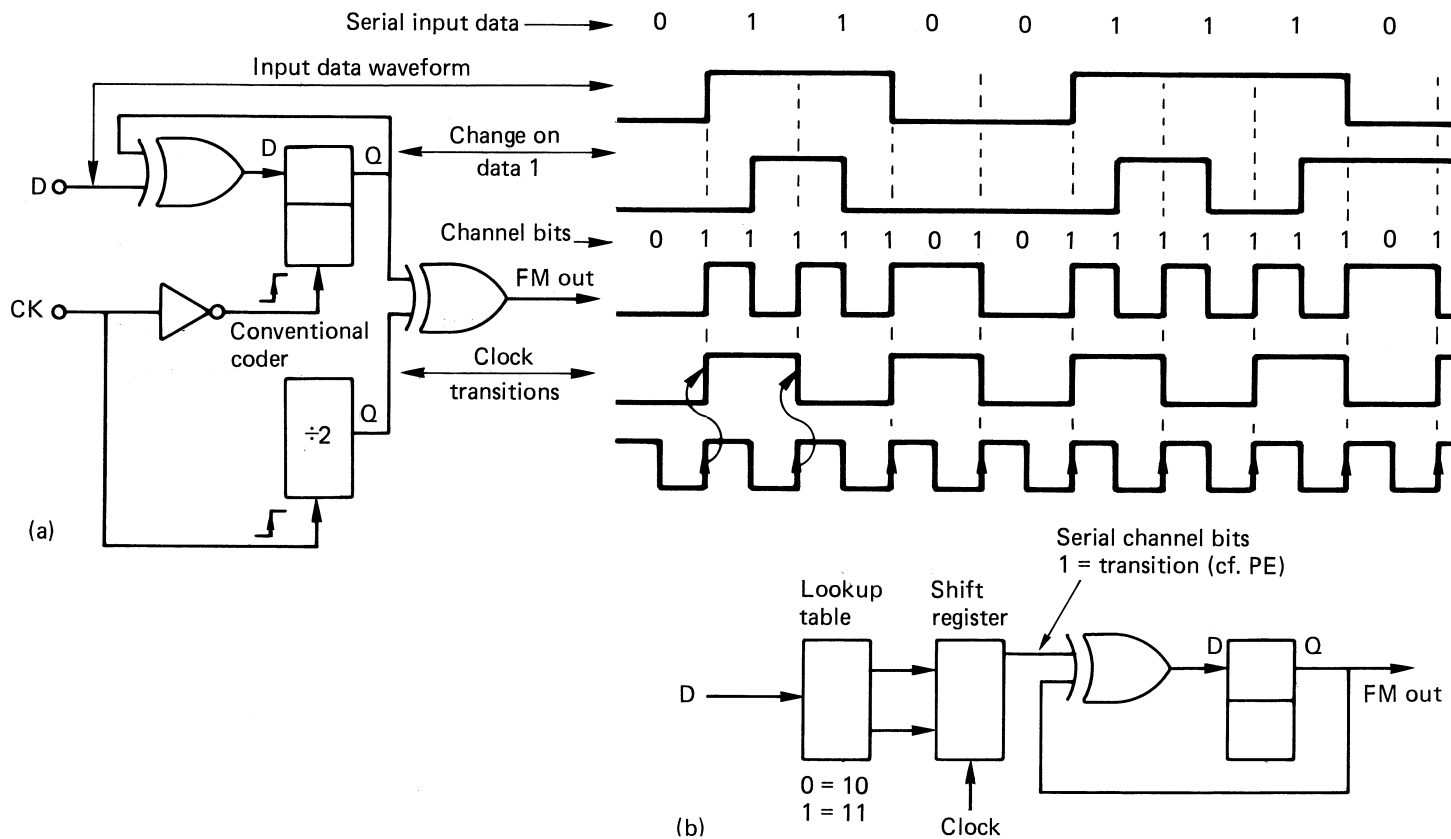 Serial input data 0 1 1 0 0 1 1 1 0
Input data waveform
Change on
data 1
D
Q
D
Channel bits 0 1 1 1 1 1 0 1 0 1 1 1 1 1 1 1 0 1
FM out
CK
Conventional
coder
Clock
transitions
Q
÷2
(a)
Serial channel bits
1 = transition (cf. PE)
Lookup
table
Shift
register
D
Q
D
FM out
0 = 10
1 = 11
Clock
(b)